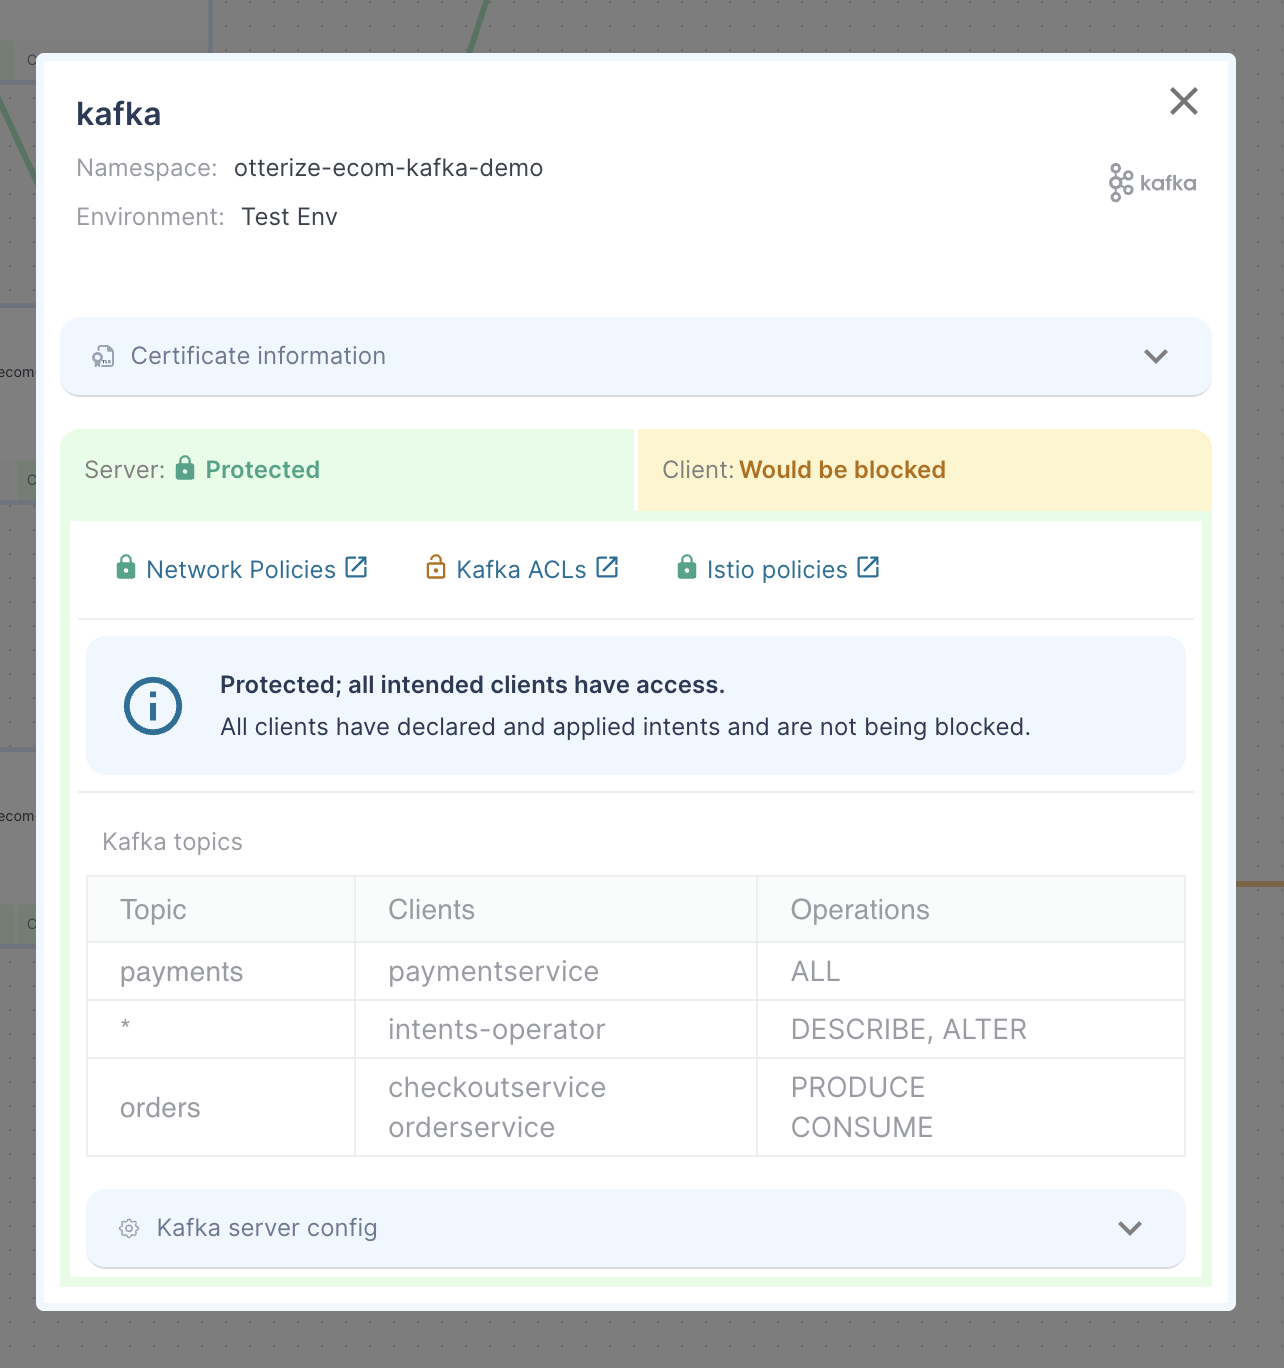 kafka
Namespace: otterize-ecom-kafka-demo
kafka
Environment: Test Env
Certificate information
Server: Protected
Client: Would be blocked
Network Policies
Kafka ACLs
Istio policies
Protected; all intended clients have access.
All clients have declared and applied intents and are not being blocked.
Kafka topics
Topic Clients Operations
payments paymentservice ALL
* intents-operator DESCRIBE, ALTER
orders checkoutservice PRODUCE
orderservice CONSUME
Kafka server config
ecom
ecom